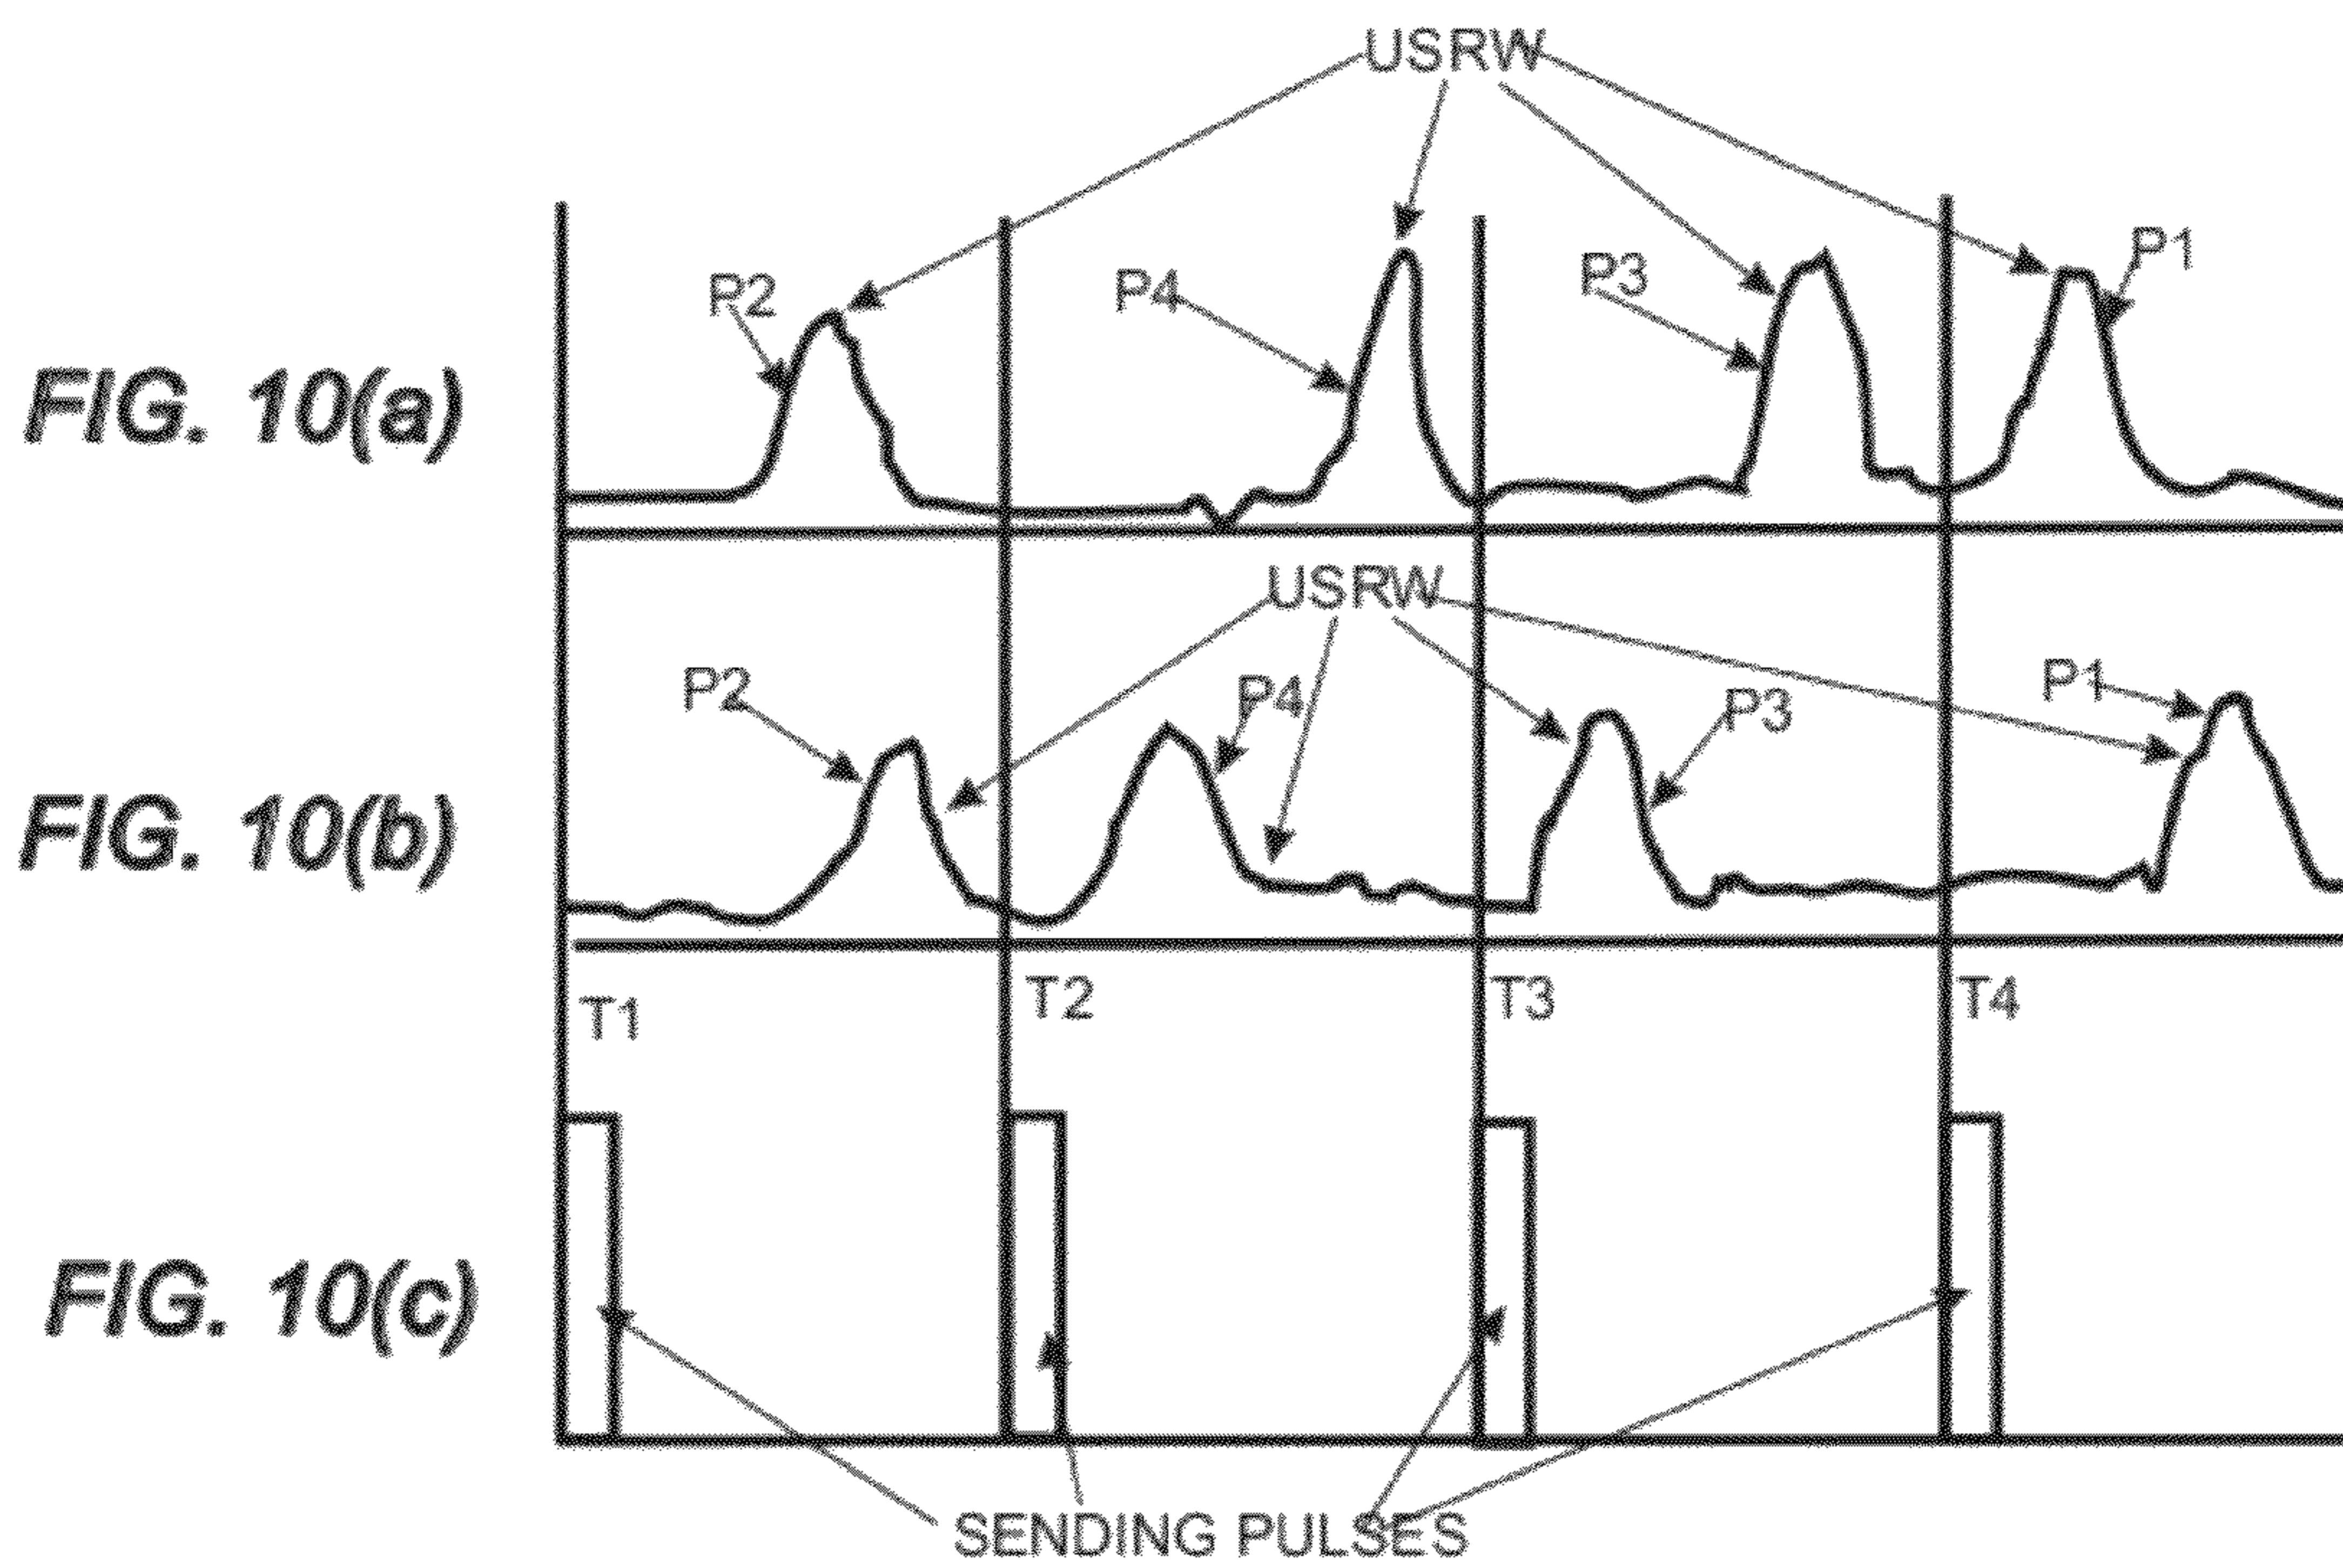 USRW
P2
P4
P3
P1
FIG. 10(a)
USRW
P2
P4
P3
P1
FIG. 10(b)
T1
T2
T3
T4
FIG. 10(c)
SENDING PULSES